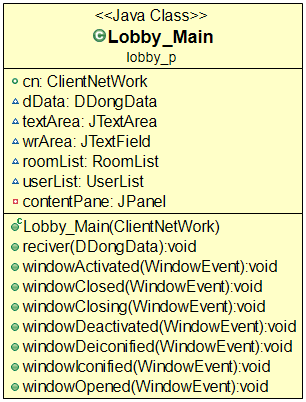 <<Java Class>>
Lobby_Main
lobby_p
cn: ClientNetWork
dData: DDongData
textArea: JTextArea
wrArea: JTextField
roomList: RoomList
userList: UserList
contentPane: JPanel
Lobby_Main(ClientNetWork)
reciver(DDongData):void
windowActivated(WindowEvent):void
windowClosed(WindowEvent):void
windowClosing(WindowEvent):void
windowDeactivated(WindowEvent):void
windowDeiconified(WindowEvent):void
windowIconified(WindowEvent):void
windowOpened(WindowEvent):void